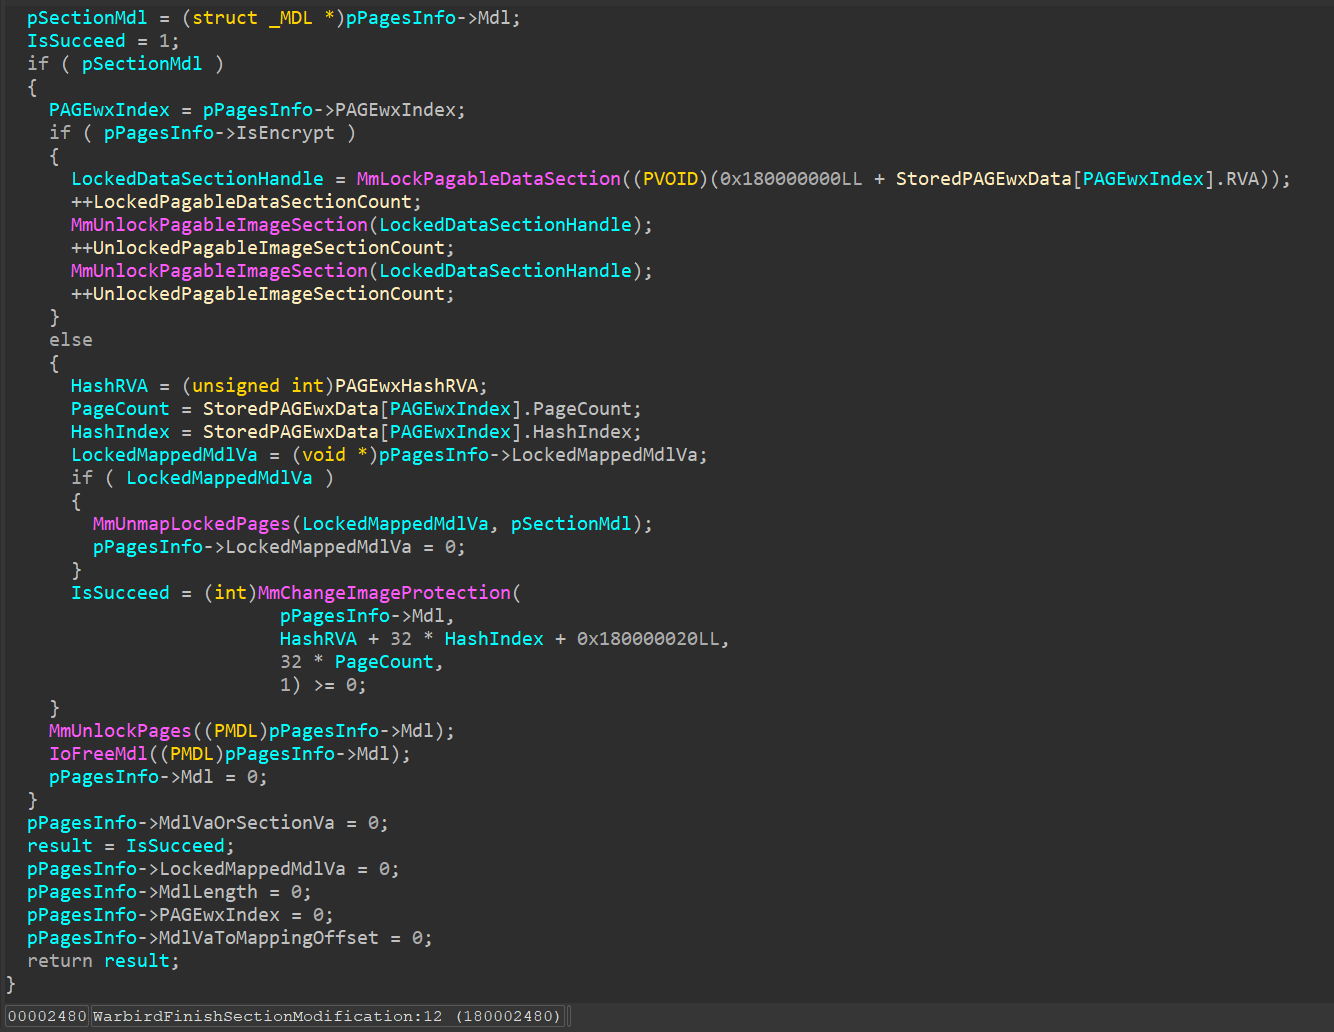 pSectionMdl = (struct _MDL *)pPagesInfo->Mdl;
IsSucceed = 1;
if ( pSectionMdl )
{
PAGEwxIndex = pPagesInfo->PAGEwxIndex;
if ( pPagesInfo->IsEncrypt )
{
LockedDataSectionHandle = MmLockPagableDataSection((PVOID)(0x180000000LL + StoredPAGEwxData[PAGEwxIndex].RVA));
++LockedPagableDataSectionCount;
MmUnlockPagableImageSection(LockedDataSectionHandle);
++UnlockedPagableImageSectionCount;
MmUnlockPagableImageSection(LockedDataSectionHandle);
++UnlockedPagableImageSectionCount;
}
else
{
HashRVA = (unsigned int)PAGEwxHashRVA;
PageCount = StoredPAGEwxData[PAGEwxIndex].PageCount;
HashIndex = StoredPAGEwxData[PAGEwxIndex].HashIndex;
LockedMappedMdlVa = (void *)pPagesInfo->LockedMappedMdlVa;
if ( LockedMappedMdlVa )
{
MmUnmapLockedPages(LockedMappedMdlVa, pSectionMdl);
pPagesInfo->LockedMappedMdlVa = 0;
}
IsSucceed = (int)MmChangeImageProtection(
pPagesInfo->Mdl,
HashRVA + 32 * HashIndex + 0x180000020LL,
32 * PageCount,
1) >= 0;
}
MmUnlockPages((PMDL)pPagesInfo->Mdl);
IoFreeMdl((PMDL)pPagesInfo->Mdl);
pPagesInfo->Mdl = 0;
}
pPagesInfo->MdlVaOrSectionVa = 0;
result = IsSucceed;
pPagesInfo->LockedMappedMdlVa = 0;
pPagesInfo->MdlLength = 0;
pPagesInfo->PAGEwxIndex = 0;
pPagesInfo->MdlVaToMappingOffset = 0;
return result;
}
00002480 WarbirdFinishSectionModification:12 (180002480)